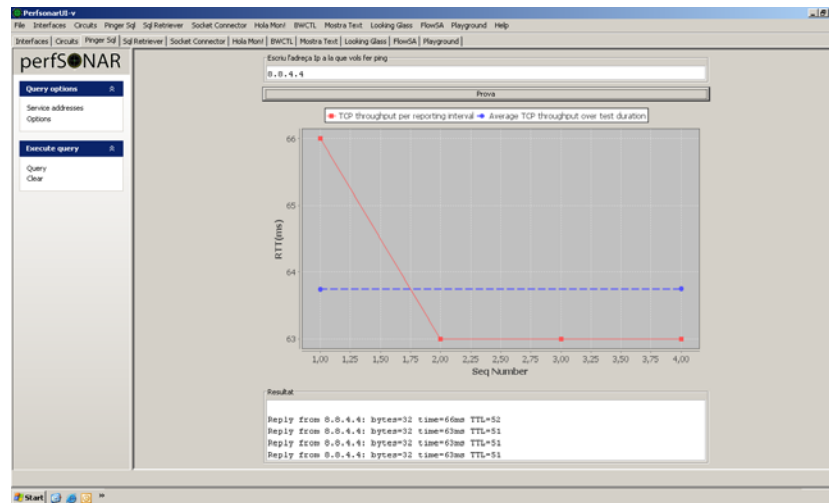 PerfsonarUI-v
File Interfaces Circuits Pinger Sql Sql Retriever Socket Connector Hola Mon! BWCTL Mostra Text Looking Glass FlowSA Playground Help
Interfaces Circuits Pinger Sql Sql Retriever Socket Connector Hola Mon! BWCTL Mostra Text Looking Glass FlowSA Playground
perfSONAR
Query options
Service addresses
Options
Execute query
Query
Clear
Escriu l'adreça Ip a la que vols fer ping
8.8.4.4
Prova
TCP throughput per reporting interval Average TCP throughput over test duration
66
65
64
63
RTT(ms)
1,00 1,25 1,50 1,75 2,00 2,25 2,50 2,75 3,00 3,25 3,50 3,75 4,00
Seq Number
Resultat
Reply from 8.8.4.4: bytes=32 time=66ms TTL=52
Reply from 8.8.4.4: bytes=32 time=63ms TTL=51
Reply from 8.8.4.4: bytes=32 time=63ms TTL=51
Reply from 8.8.4.4: bytes=32 time=63ms TTL=51
Start